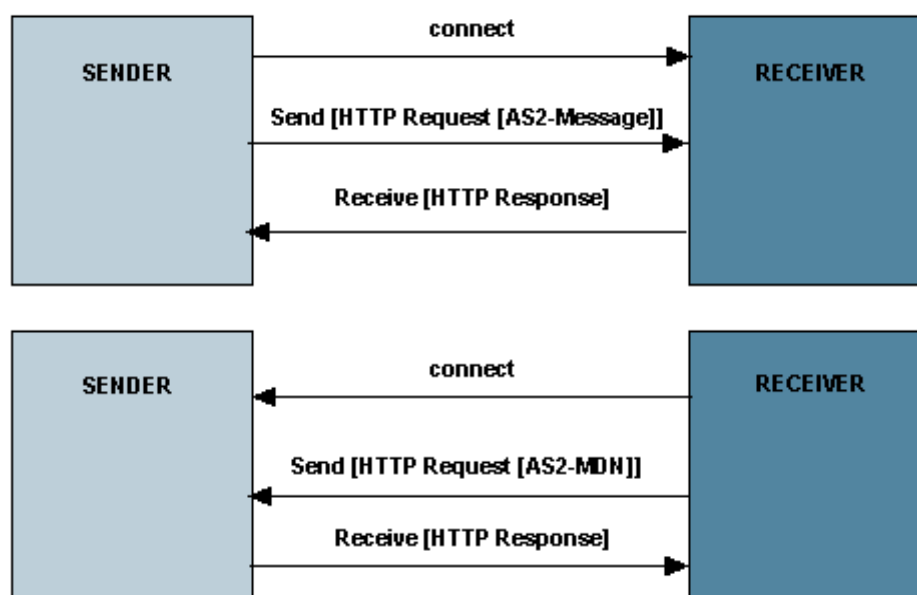 connect
SENDER
RECEIVER
Send [HTTP Request [AS2-Message]]
Receive [HTTP Response]
connect
SENDER
RECEIVER
Send [HTTP Request [AS2-MDN]]
Receive [HTTP Response]